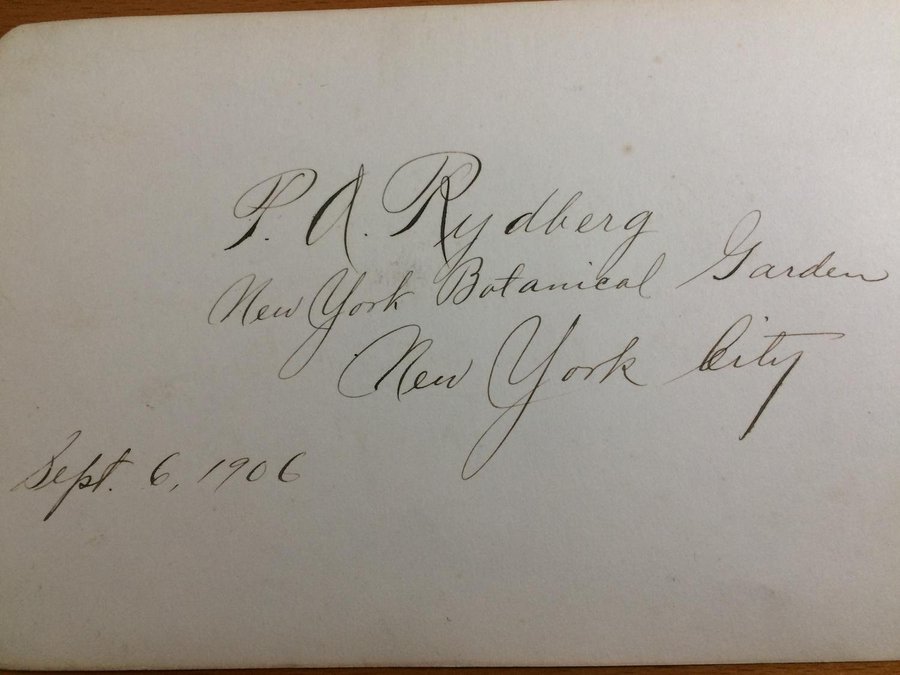 P. A. Rydberg
New York Botanical Garden
New York City
Sept. 6, 1906